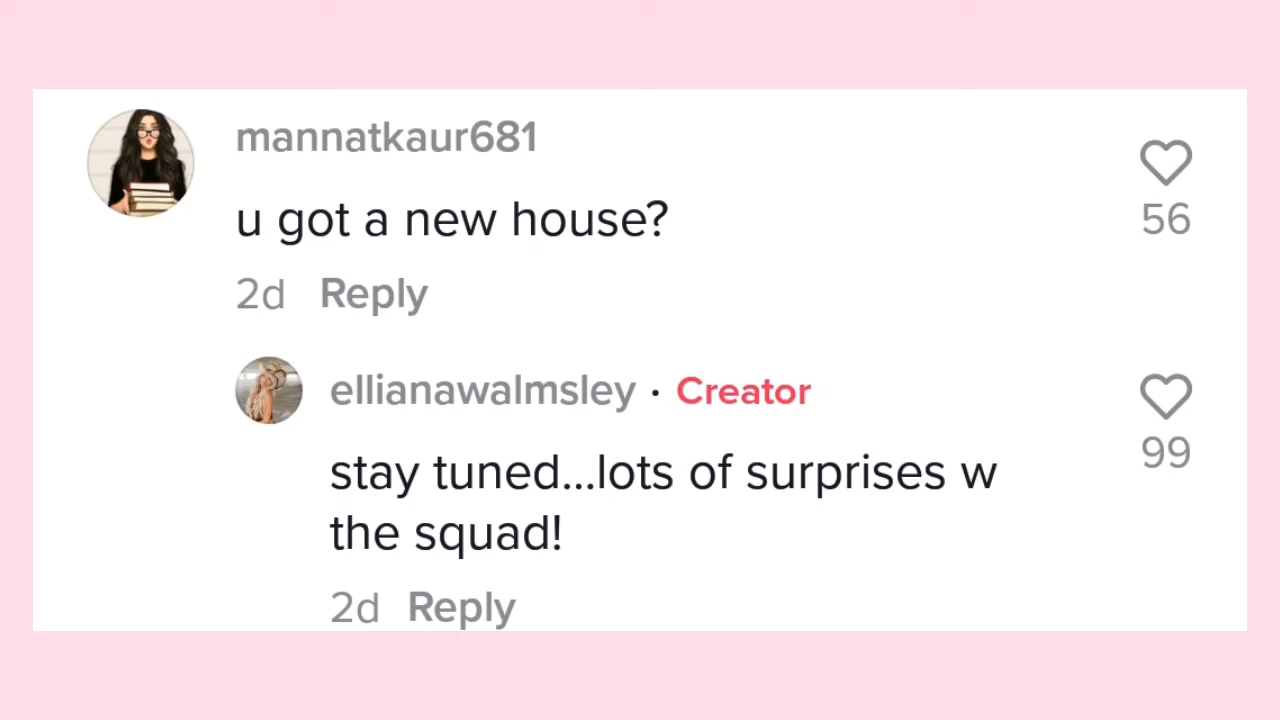 mannatkaur681
56
u got a new house?
2d Reply
ellianawalmsley · Creator
99
stay tuned...lots of surprises w
the squad!
2d Reply